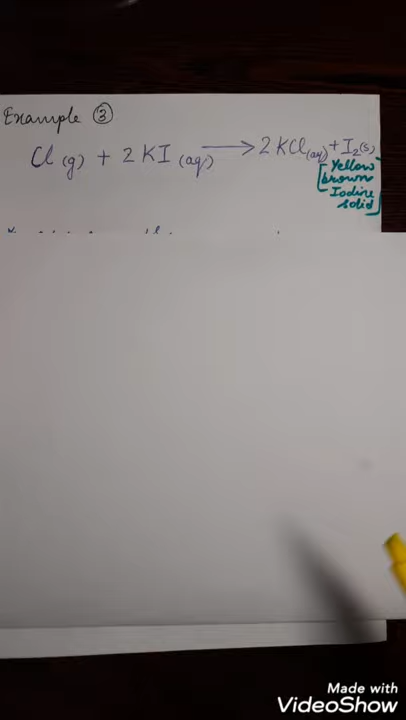 Example ③
Cl(g) + 2 KI (aq) ⟶ 2 KCl(aq) + I₂(s)
[Yellow
brown
Iodine
solid]
Made with
VideoShow